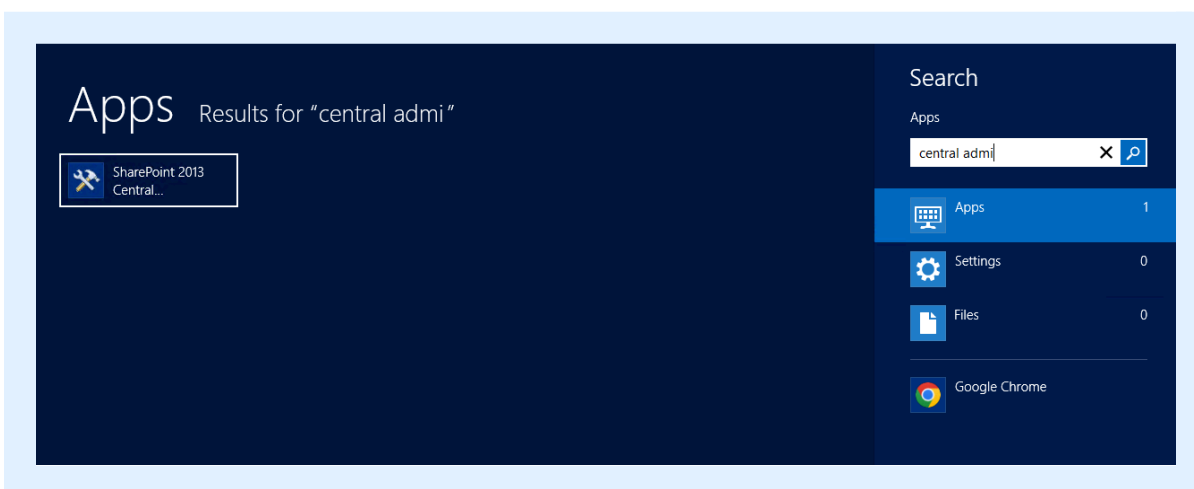 Apps Results for “central admi”
SharePoint 2013
Central...
Search
Apps
central admi
Apps 1
Settings 0
Files 0
Google Chrome